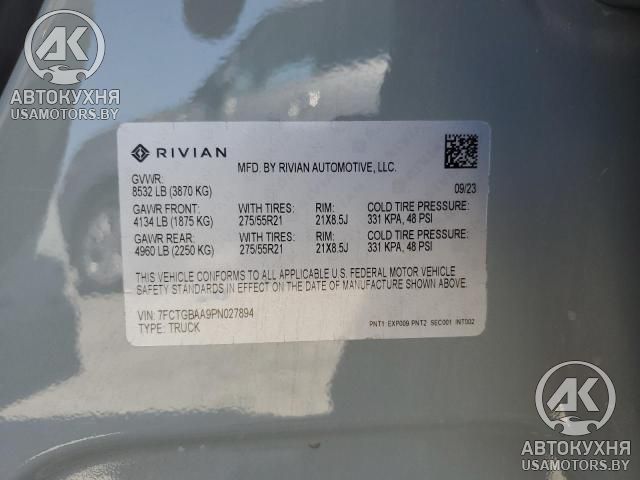 АВТОКУХНЯ
USAMOTORS.BY
RIVIAN
MFD. BY RIVIAN AUTOMOTIVE, LLC.
GVWR:
8532 LB (3870 KG)
09/23
GAWR FRONT: WITH TIRES: RIM: COLD TIRE PRESSURE:
4134 LB (1875 KG) 275/55R21 21X8.5J 331 KPA, 48 PSI
GAWR REAR: WITH TIRES: RIM: COLD TIRE PRESSURE:
4960 LB (2250 KG) 275/55R21 21X8.5J 331 KPA, 48 PSI
THIS VEHICLE CONFORMS TO ALL APPLICABLE U.S. FEDERAL MOTOR VEHICLE
SAFETY STANDARDS IN EFFECT ON THE DATE OF MANUFACTURE SHOWN ABOVE.
VIN: 7FCTGBAA9PN027894
TYPE: TRUCK
PNT1: EXP009 PNT2: SEC001 INT002
АК
АВТОКУХНЯ
USAMOTORS.BY